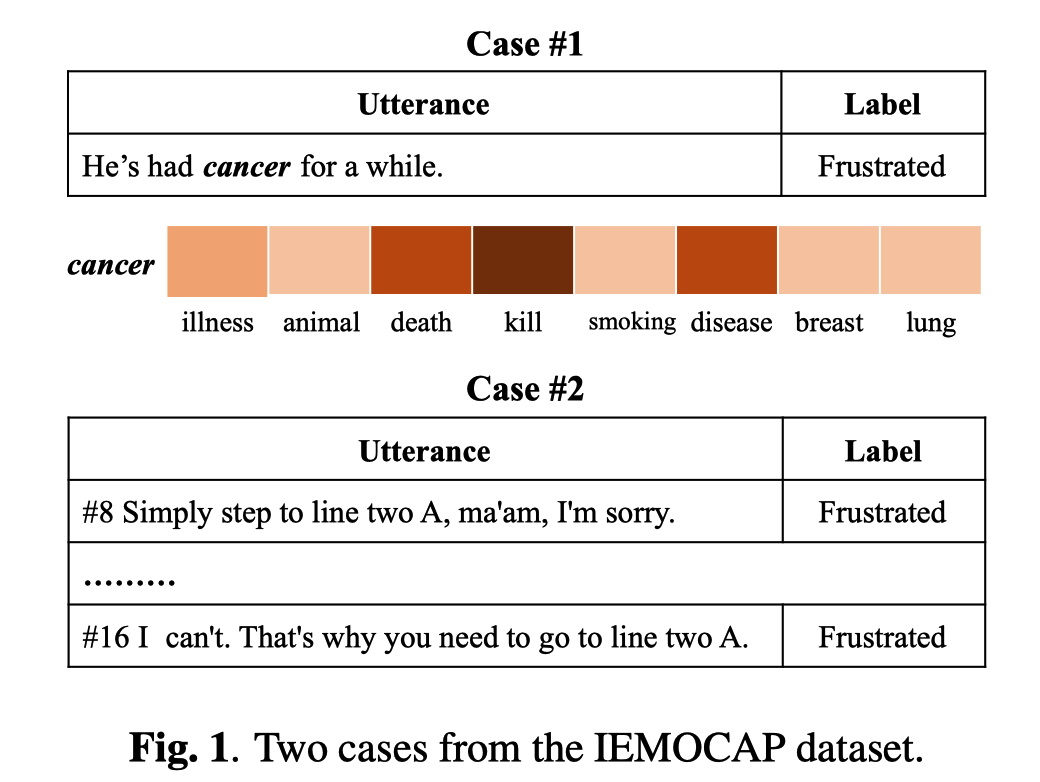 Case #1
Utterance Label
He’s had cancer for a while. Frustrated
cancer
illness animal death kill smoking disease breast lung
Case #2
Utterance Label
#8 Simply step to line two A, ma'am, I'm sorry. Frustrated
.........
#16 I can't. That's why you need to go to line two A. Frustrated
Fig. 1. Two cases from the IEMOCAP dataset.